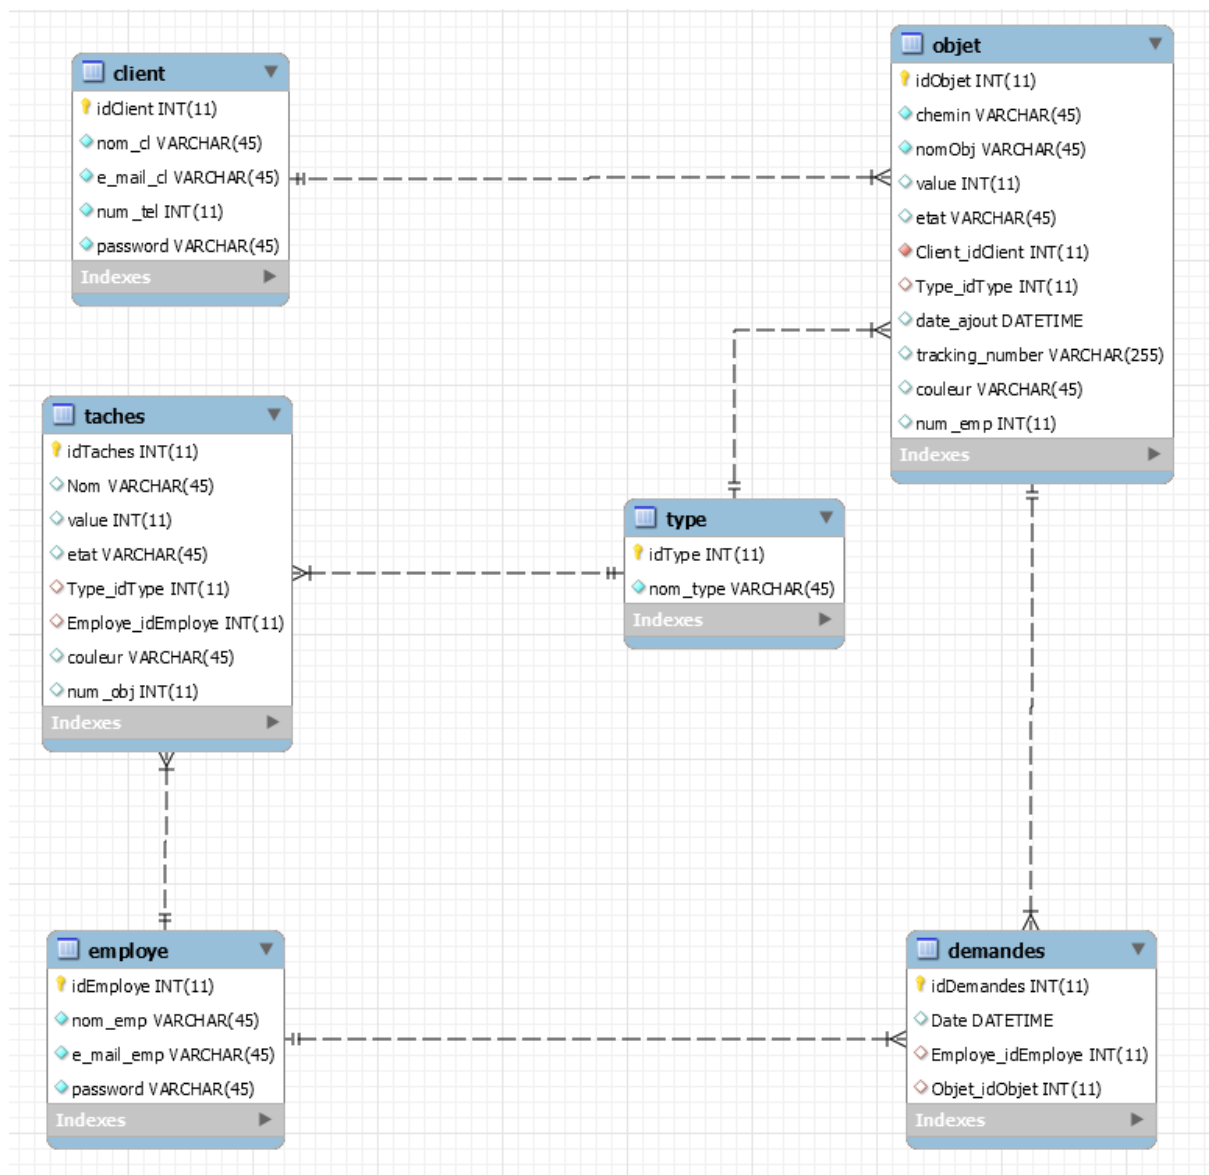 client
idClient INT(11)
nom_cl VARCHAR(45)
e_mail_cl VARCHAR(45)
num_tel INT(11)
password VARCHAR(45)
Indexes
objet
idObjet INT(11)
chemin VARCHAR(45)
nomObj VARCHAR(45)
value INT(11)
etat VARCHAR(45)
Client_idClient INT(11)
Type_idType INT(11)
date_ajout DATETIME
tracking_number VARCHAR(255)
couleur VARCHAR(45)
num_emp INT(11)
Indexes
taches
idTaches INT(11)
Nom VARCHAR(45)
value INT(11)
etat VARCHAR(45)
Type_idType INT(11)
Employe_idEmploye INT(11)
couleur VARCHAR(45)
num_obj INT(11)
Indexes
type
idType INT(11)
nom_type VARCHAR(45)
Indexes
employe
idEmploye INT(11)
nom_emp VARCHAR(45)
e_mail_emp VARCHAR(45)
password VARCHAR(45)
Indexes
demandes
idDemandes INT(11)
Date DATETIME
Employe_idEmploye INT(11)
Objet_idObjet INT(11)
Indexes